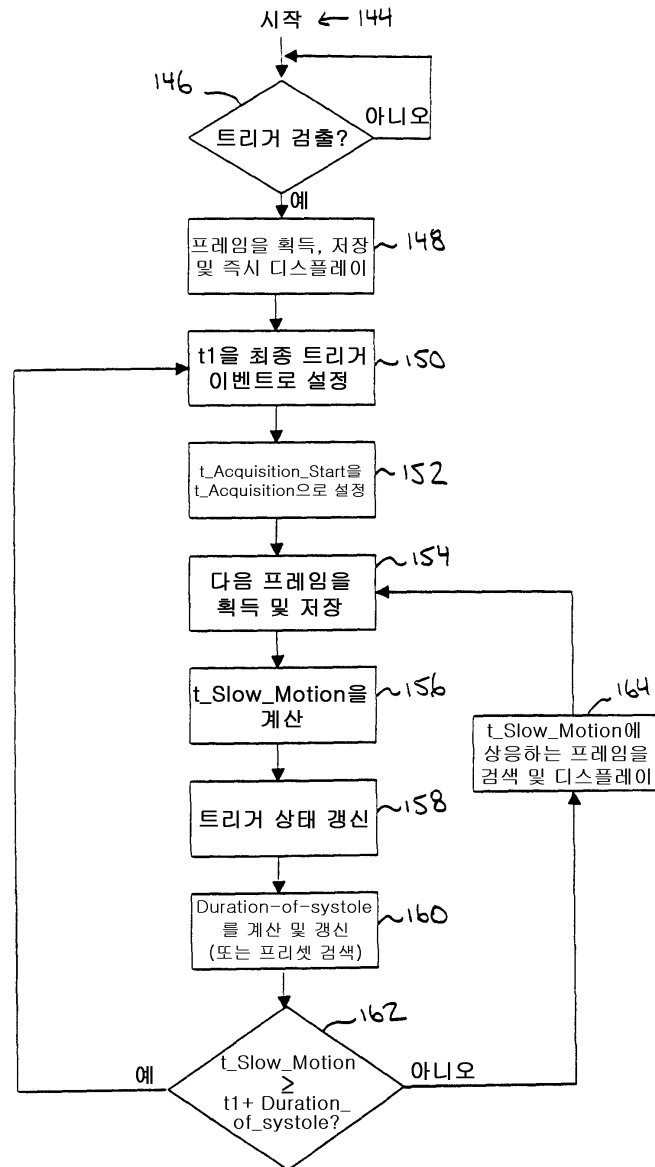 시작 ← 144
146
트리거 검출?
아니오
예
프레임을 획득, 저장
및 즉시 디스플레이
148
t1을 최종 트리거
이벤트로 설정
150
t_Acquisition_Start을
t_Acquisition으로 설정
152
154
다음 프레임을
획득 및 저장
t_Slow_Motion을
계산
156
164
t_Slow_Motion에
상응하는 프레임을
검색 및 디스플레이
트리거 상태 갱신
158
Duration-of-systole
를 계산 및 갱신
(또는 프리셋 검색)
160
162
예
t_Slow_Motion
≥
t1+ Duration_
of_systole?
아니오